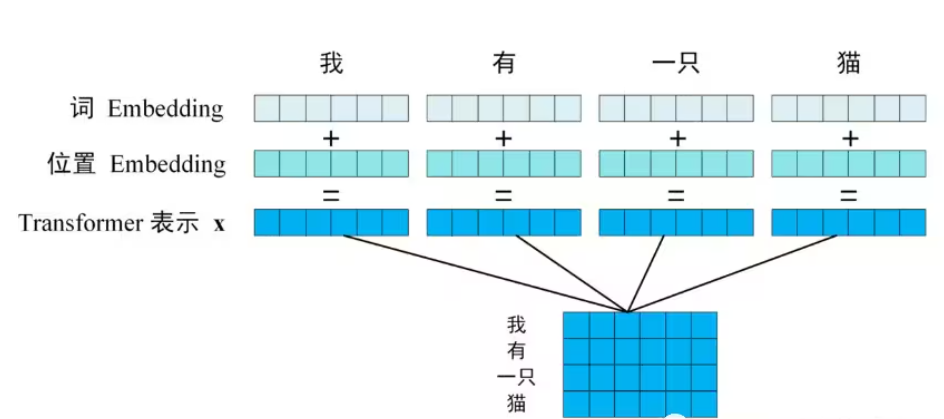 我 有 一只 猫
词 Embedding
+ + + +
位置 Embedding
= = = =
Transformer 表示 x
我
有
一只
猫